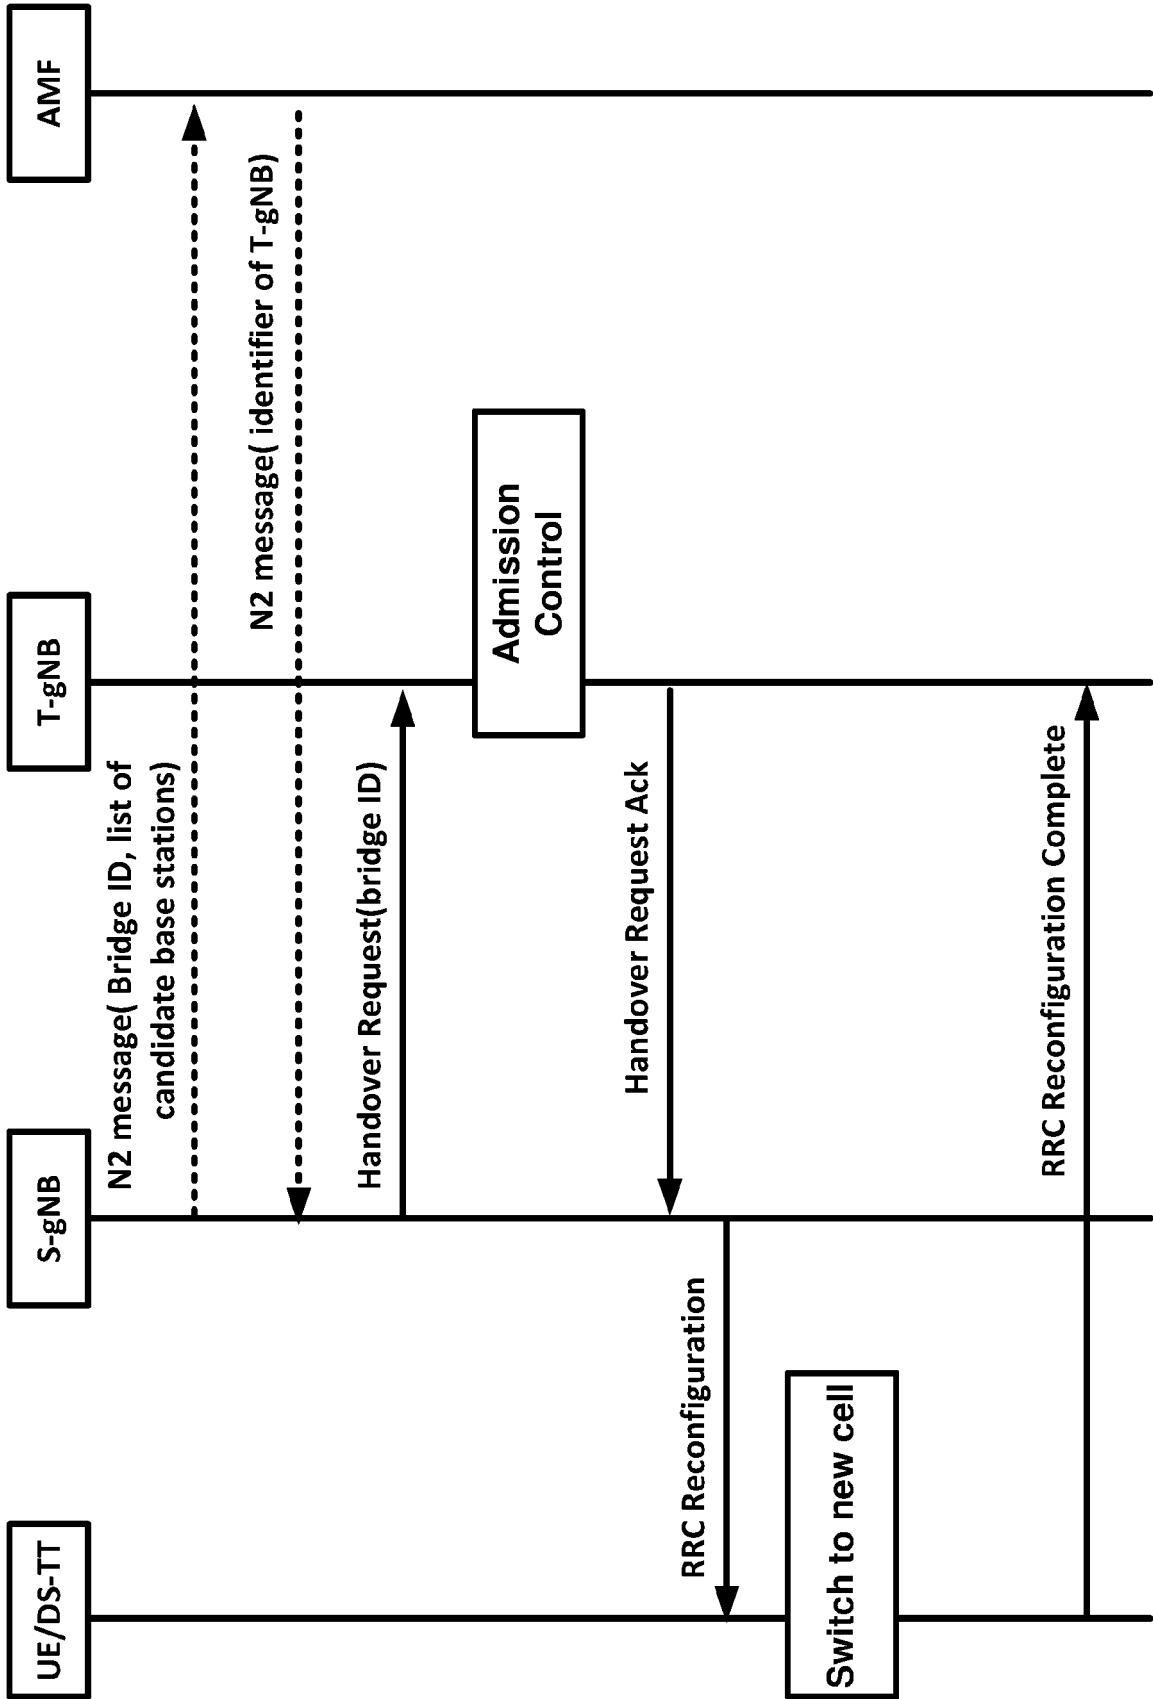 UE/DS-TT
S-gNB
T-gNB
AMF
N2 message( Bridge ID, list of
candidate base stations)
N2 message( identifier of T-gNB)
Handover Request(bridge ID)
Admission
Control
Handover Request Ack
RRC Reconfiguration
Switch to new cell
RRC Reconfiguration Complete